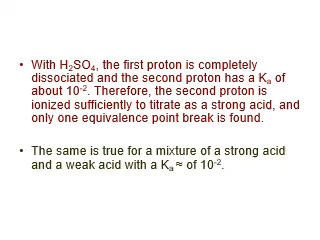 • With H₂SO₄, the first proton is completely
dissociated and the second proton has a Kₐ of
about 10⁻². Therefore, the second proton is
ionized sufficiently to titrate as a strong acid, and
only one equivalence point break is found.
• The same is true for a mixture of a strong acid
and a weak acid with a Kₐ ≈ of 10⁻².